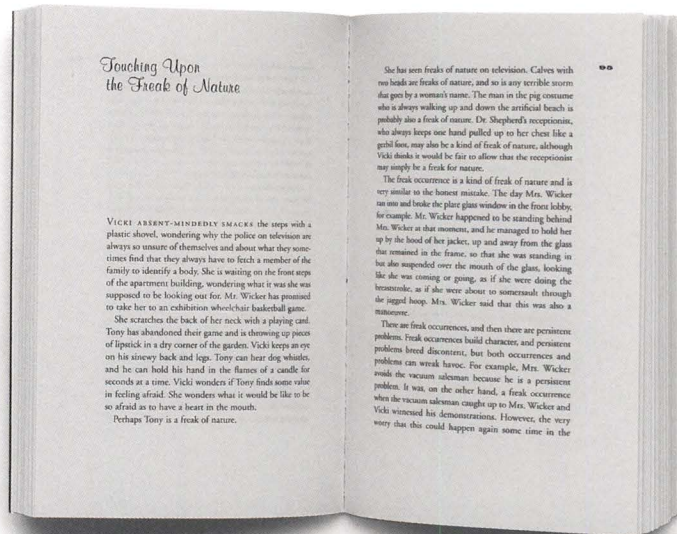 Touching Upon
the Freak of Nature
VICKI ABSENT-MINDEDLY SMACKS the steps with a
plastic shovel, wondering why the police on television are
always so unsure of themselves and about what they some-
times find that they always have to fetch a member of the
family to identify a body. She is waiting on the front steps
of the apartment building, wondering what it was she was
supposed to be looking out for. Mr. Wicker has promised
to take her to an exhibition wheelchair basketball game.
She scratches the back of her neck with a playing card.
Tony has abandoned their game and is throwing up pieces
of lipstick in a dry corner of the garden. Vicki keeps an eye
on his sinewy back and legs. Tony can hear dog whistles,
and he can hold his hand in the flames of a candle for
seconds at a time. Vicki wonders if Tony finds some value
in feeling afraid. She wonders what it would be like to be
so afraid as to have a heart in the mouth.
Perhaps Tony is a freak of nature.
She has seen freaks of nature on television. Calves with
two heads are freaks of nature, and so is any terrible storm
that goes by a woman's name. The man in the pig costume
who is always walking up and down the artificial beach is
probably also a freak of nature. Dr. Shepherd's receptionist,
who always keeps one hand pulled up to her chest like a
gerbil foot, may also be a kind of freak of nature, although
Vicki thinks it would be fair to allow that the receptionist
may simply be a freak for nature.
The freak occurrence is a kind of freak of nature and is
very similar to the honest mistake. The day Mrs. Wicker
ran into and broke the plate glass window in the front lobby,
for example. Mr. Wicker happened to be standing behind
Mrs. Wicker at that moment, and he managed to hold her
up by the hood of her jacket, up and away from the glass
that remained in the frame, so that she was standing in
but also suspended over the mouth of the glass, looking
like she was coming or going, as if she were doing the
breaststroke, as if she were about to somersault through
the jagged hoop. Mrs. Wicker said that this was also a
manoeuvre.
There are freak occurrences, and then there are persistent
problems. Freak occurrences build character, and persistent
problems breed discontent, but both occurrences and
problems can wreak havoc. For example, Mrs. Wicker
avoids the vacuum salesman because he is a persistent
problem. It was, on the other hand, a freak occurrence
when the vacuum salesman caught up to Mrs. Wicker and
Vicki witnessed his demonstrations. However, the very
worry that this could happen again some time in the